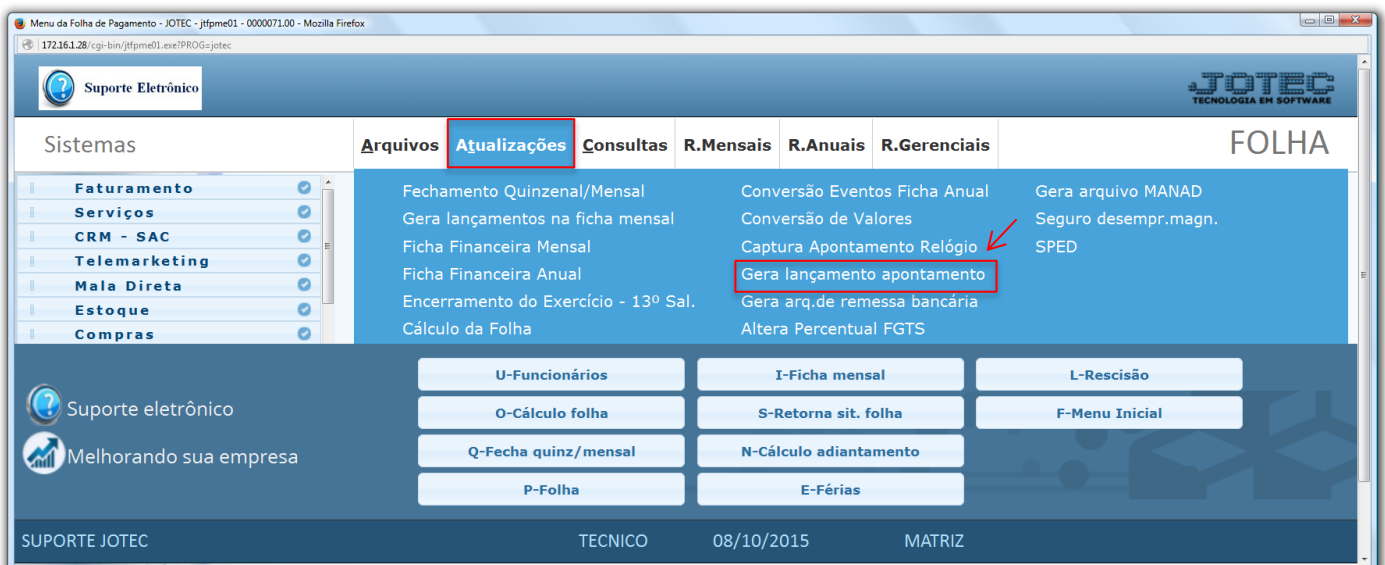 Menu da Folha de Pagamento - JOTEC - jtfpme01 - 0000071.00 - Mozilla Firefox
172.16.1.28/cgi-bin/jtfpme01.exe?PROG=jotec
Suporte Eletrônico
JOTEC
TECNOLOGIA EM SOFTWARE
Sistemas
Arquivos Atualizações Consultas R.Mensais R.Anuais R.Gerenciais
FOLHA
Faturamento
Serviços
CRM - SAC
Telemarketing
Mala Direta
Estoque
Compras
Fechamento Quinzenal/Mensal
Gera lançamentos na ficha mensal
Ficha Financeira Mensal
Ficha Financeira Anual
Encerramento do Exercício - 13º Sal.
Cálculo da Folha
Conversão Eventos Ficha Anual
Conversão de Valores
Captura Apontamento Relógio
Gera lançamento apontamento
Gera arq.de remessa bancária
Altera Percentual FGTS
Gera arquivo MANAD
Seguro desempr.magn.
SPED
Suporte eletrônico
Melhorando sua empresa
U-Funcionários
I-Ficha mensal
L-Rescisão
O-Cálculo folha
S-Retorna sit. folha
F-Menu Inicial
Q-Fecha quinz/mensal
N-Cálculo adiantamento
P-Folha
E-Férias
SUPORTE JOTEC TECNICO 08/10/2015 MATRIZ